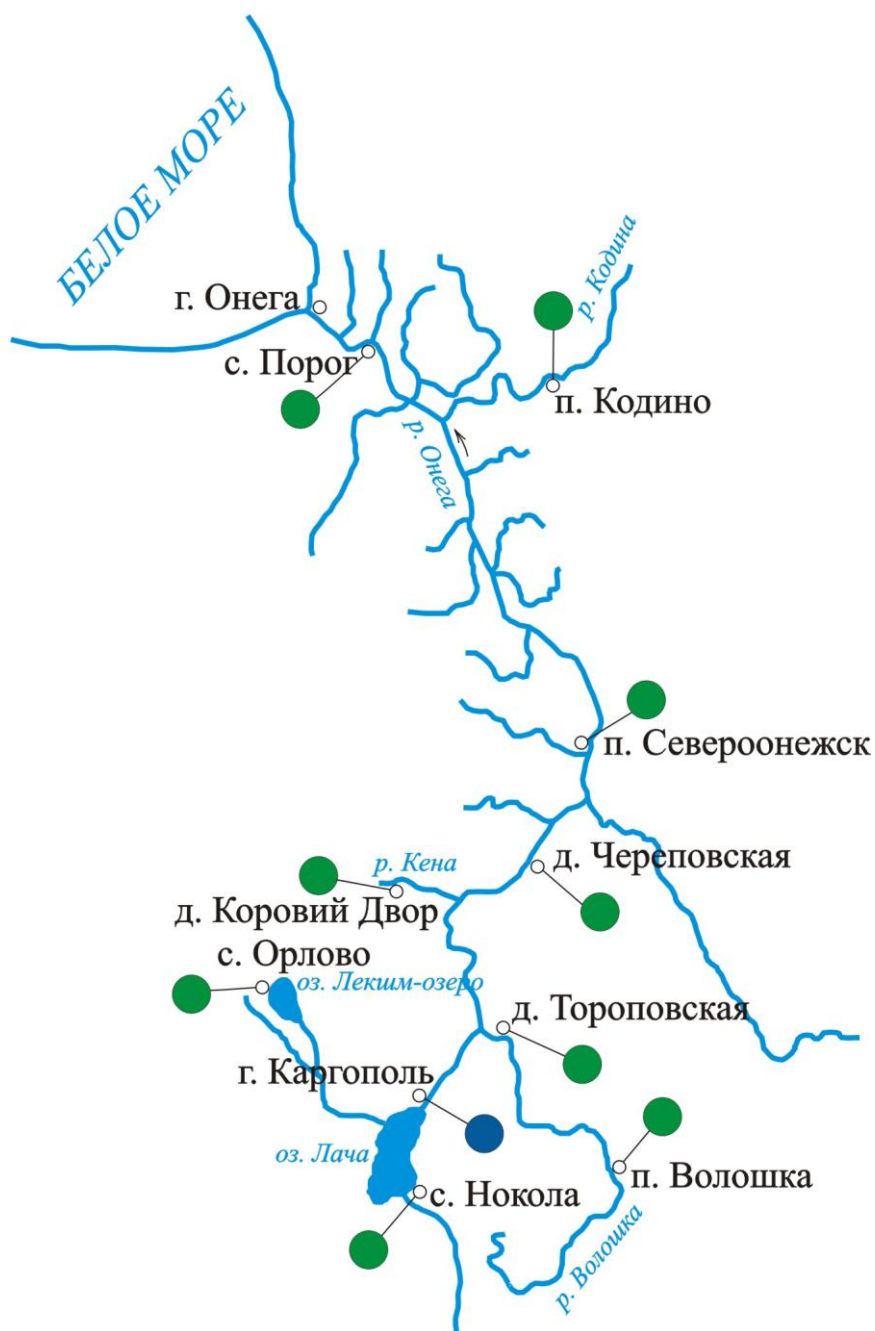 БЕЛОЕ МОРЕ
р. Кодина
г. Онега
с. Порог
п. Кодино
р. Онега
п. Североонежск
д. Череповская
р. Кена
д. Коровий Двор
с. Орлово
оз. Лекшм-озеро
д. Тороповская
г. Каргополь
оз. Лача
п. Волошка
с. Нокола
р. Волошка